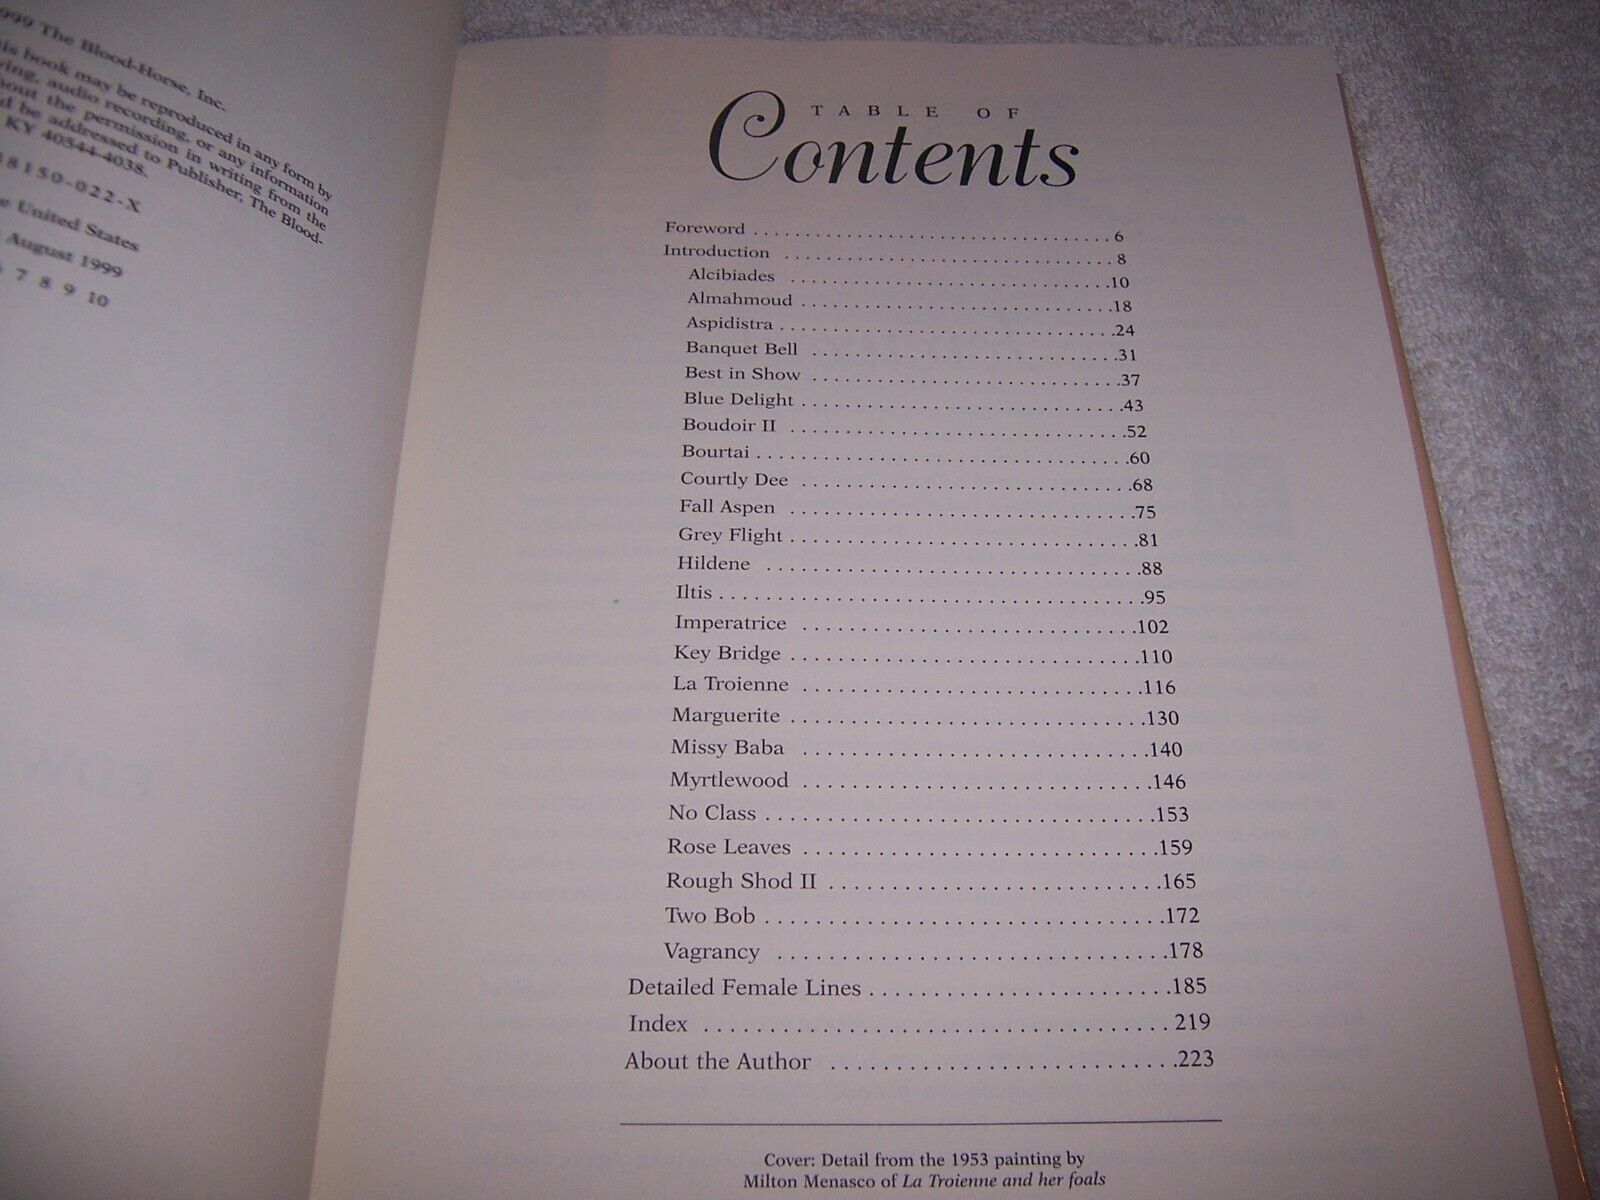 1999 The Blood-Horse, Inc.
this book may be reproduced in any form by
audio recording, or any information
the permission in writing from the
be addressed to Publisher, The Blood-
KY 40544-4038.
8150-022-X
United States
August 1999
7 8 9 10
TABLE OF
Contents
Foreword . . . . . . . . . . . . . . . . . . . . . . . . . . . . . . . . . .6
Introduction . . . . . . . . . . . . . . . . . . . . . . . . . . . . . . . 8
Alcibiades . . . . . . . . . . . . . . . . . . . . . . . . . . . . . .10
Almahmoud . . . . . . . . . . . . . . . . . . . . . . . . . . . . .18
Aspidistra . . . . . . . . . . . . . . . . . . . . . . . . . . . . . . .24
Banquet Bell . . . . . . . . . . . . . . . . . . . . . . . . . . . .31
Best in Show . . . . . . . . . . . . . . . . . . . . . . . . . . . .37
Blue Delight . . . . . . . . . . . . . . . . . . . . . . . . . . . . .43
Boudoir II . . . . . . . . . . . . . . . . . . . . . . . . . . . . . . .52
Bourtai . . . . . . . . . . . . . . . . . . . . . . . . . . . . . . . . . .60
Courtly Dee . . . . . . . . . . . . . . . . . . . . . . . . . . . . . .68
Fall Aspen . . . . . . . . . . . . . . . . . . . . . . . . . . . . . . .75
Grey Flight . . . . . . . . . . . . . . . . . . . . . . . . . . . . . . .81
Hildene . . . . . . . . . . . . . . . . . . . . . . . . . . . . . . . . . .88
Iltis . . . . . . . . . . . . . . . . . . . . . . . . . . . . . . . . . . . . . .95
Imperatrice . . . . . . . . . . . . . . . . . . . . . . . . . . . . . .102
Key Bridge . . . . . . . . . . . . . . . . . . . . . . . . . . . . . . .110
La Troienne . . . . . . . . . . . . . . . . . . . . . . . . . . . . . .116
Marguerite . . . . . . . . . . . . . . . . . . . . . . . . . . . . . . .130
Missy Baba . . . . . . . . . . . . . . . . . . . . . . . . . . . . . .140
Myrtlewood . . . . . . . . . . . . . . . . . . . . . . . . . . . . . .146
No Class . . . . . . . . . . . . . . . . . . . . . . . . . . . . . . . . .153
Rose Leaves . . . . . . . . . . . . . . . . . . . . . . . . . . . . . .159
Rough Shod II . . . . . . . . . . . . . . . . . . . . . . . . . . . .165
Two Bob . . . . . . . . . . . . . . . . . . . . . . . . . . . . . . . . .172
Vagrancy . . . . . . . . . . . . . . . . . . . . . . . . . . . . . . . .178
Detailed Female Lines . . . . . . . . . . . . . . . . . . . . . . . .185
Index . . . . . . . . . . . . . . . . . . . . . . . . . . . . . . . . . . . . 219
About the Author . . . . . . . . . . . . . . . . . . . . . . . . . . .223
Cover: Detail from the 1953 painting by
Milton Menasco of La Troienne and her foals